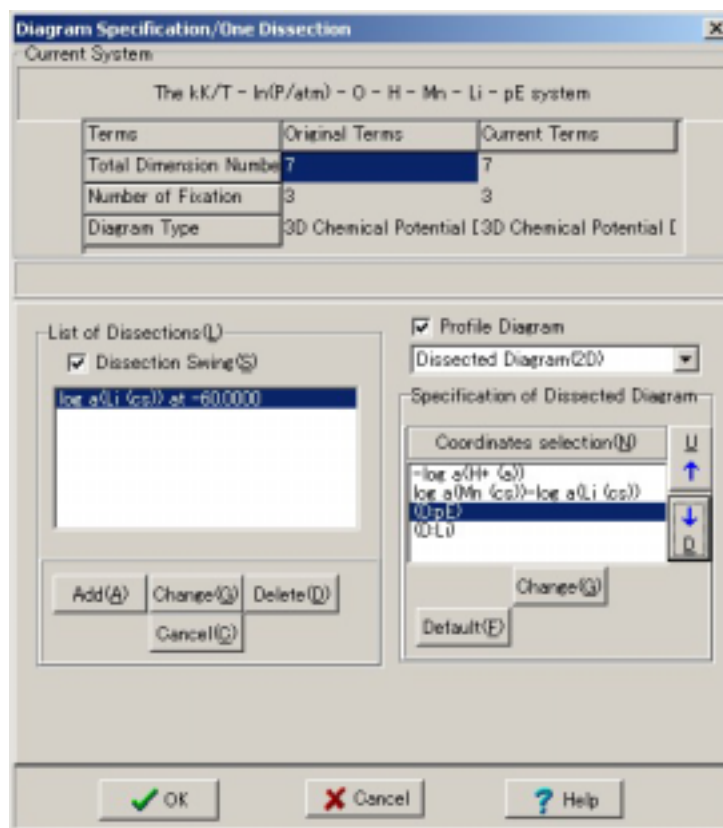 Diagram Specification/One Dissection
Current System
The kK/T - ln(P/atm) - O - H - Mn - Li - pE system
Terms Original Terms Current Terms
Total Dimension Numbe 7 7
Number of Fixation 3 3
Diagram Type 3D Chemical Potential [ 3D Chemical Potential [
List of Dissections(L)
Dissection Swing(S)
log a(Li (cs)) at -60.0000
Add(A) Change(G) Delete(D)
Cancel(C)
Profile Diagram
Dissected Diagram(2D)
Specification of Dissected Diagram
Coordinates selection(N) U
-log a(H+ (a))
log a(Mn (cs))-log a(Li (cs))
(D:pE)
(D:Li)
D
Change(G)
Default(F)
OK Cancel Help